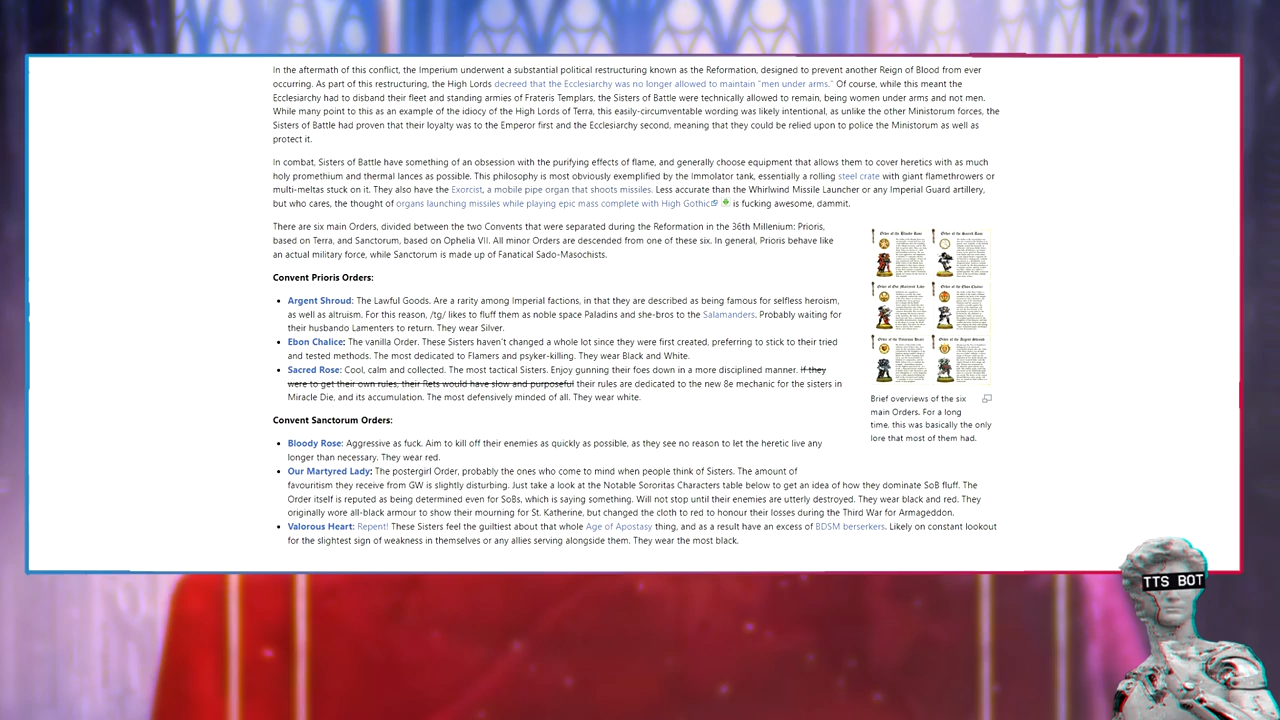 In the aftermath of this conflict, the Imperium underwent a substantial political restructuring known as the Reformation, designed to prevent another Reign of Blood from ever
occurring. As part of this restructuring, the High Lords decreed that the Ecclesiarchy was no longer allowed to maintain "men under arms." Of course, while this meant the
Ecclesiarchy had to disband their fleet and standing armies of Frateris Templars, the Sisters of Battle were technically allowed to remain, being women under arms and not men.
While many point to this as an example of the idiocy of the High Lords of Terra, this easily-circumventable wording was likely intentional, as unlike the other Ministorum forces, the
Sisters of Battle had proven that their loyalty was to the Emperor first and the Ecclesiarchy second, meaning that they could be relied upon to police the Ministorum as well as
protect it.
In combat, Sisters of Battle have something of an obsession with the purifying effects of flame, and generally choose equipment that allows them to cover heretics with as much
holy promethium and thermal lances as possible. This philosophy is most obviously exemplified by the Immolator tank, essentially a rolling steel crate with giant flamethrowers or
multi-meltas stuck on it. They also have the Exorcist, a mobile pipe organ that shoots missiles. Less accurate than the Whirlwind Missile Launcher or any Imperial Guard artillery,
but who cares, the thought of organs launching missiles while playing epic mass complete with High Gothic is fucking awesome, dammit.
There are six main Orders, divided between the two Convents that were separated during the Reformation in the 36th Millenium: Prioris,
based on Terra, and Sanctorum, based on Ophelia VII. All minor Orders are descended from one of these six. In general, Prioris behave like
actual military force, while Sanctorum is made up of Fanatical Sado-Masochists.
Convent Prioris Orders:
Argent Shroud: The Lawful Goods. Are a rarity among Imperial factions, in that they are described as being famous for selfless heroism
as well as altruism. For this reason, /tg/ likes to fluff them as the space Paladins and besties/bros to the Salamanders. Probably waiting for
their husbando Lamenters to return. They wear Silver.
Ebon Chalice: The vanilla Order. These Sisters haven't changed a whole lot since they were first created, preferring to stick to their tried
and tested methods. The most dedicated to prayers and proselytising. They wear Black and White.
Sacred Rose: Cool, calm and collected. The most tactical Sisters. Enjoy gunning their foes down in a more disciplined manner. If they
were to get their own rules, their flets would have slow and purposeful their rules are dedicated to the new 8e mechanic for the sisters in
Miracle Die, and its accumulation. The most defensively minded of all. They wear white.
Order of the Bloody Rose
Order of the Sacred Rose
Order of Our Martyred Lady
Order of the Ebon Chalice
Order of the Valorous Heart
Order of the Argent Shroud
Brief overviews of the six
main Orders. For a long
time, this was basically the only
lore that most of them had.
Convent Sanctorum Orders:
Bloody Rose: Aggressive as fuck. Aim to kill off their enemies as quickly as possible, as they see no reason to let the heretic live any
longer than necessary. They wear red.
Our Martyred Lady: The postergirl Order, probably the ones who come to mind when people think of Sisters. The amount of
favouritism they receive from GW is slightly disturbing. Just take a look at the Notable Sororitas Characters table below to get an idea of how they dominate SoB fluff. The
Order itself is reputed as being determined even for SoBs, which is saying something. Will not stop until their enemies are utterly destroyed. They wear black and red. They
originally wore all-black armour to show their mourning for St. Katherine, but changed the cloth to red to honour their losses during the Third War for Armageddon.
Valorous Heart: Repent! These Sisters feel the guiltiest about that whole Age of Apostasy thing, and as a result have an excess of BDSM berserkers. Likely on constant lookout
for the slightest sign of weakness in themselves or any allies serving alongside them. They wear the most black.
TTS BOT